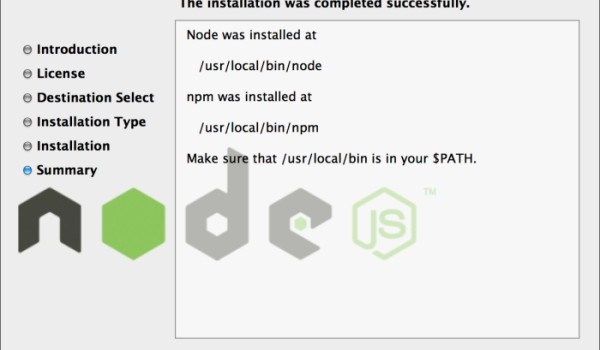 The installation was completed successfully.
Introduction
License
Destination Select
Installation Type
Installation
Summary
Node was installed at
/usr/local/bin/node
npm was installed at
/usr/local/bin/npm
Make sure that /usr/local/bin is in your $PATH.
node
JS
TM